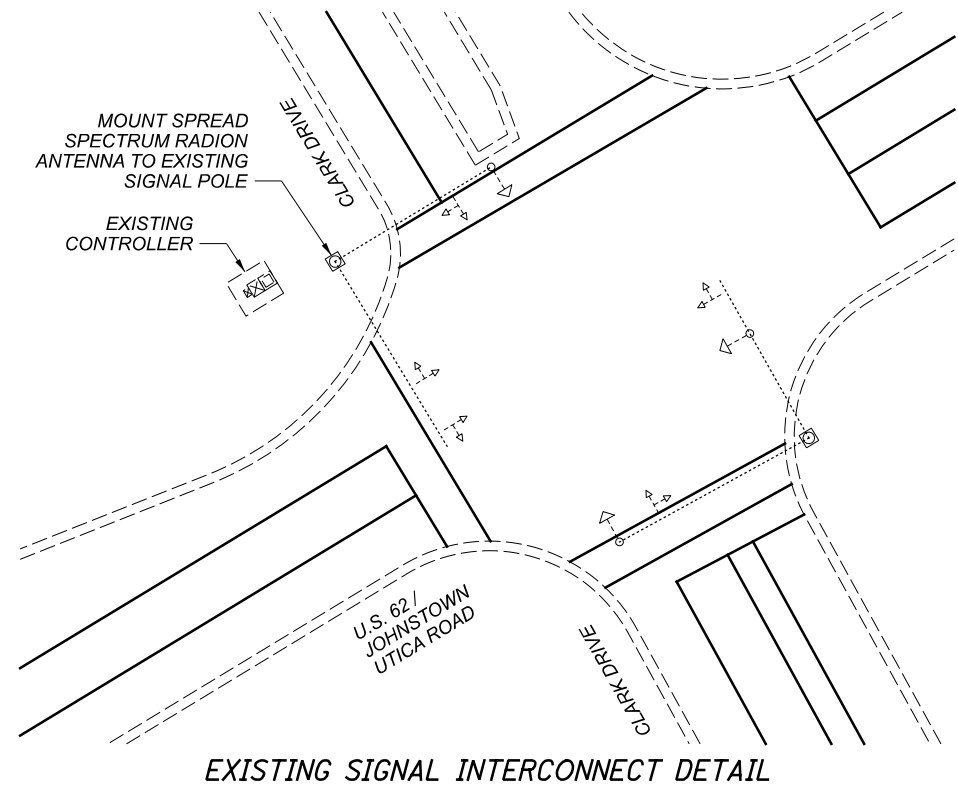 MOUNT SPREAD
SPECTRUM RADION
ANTENNA TO EXISTING
SIGNAL POLE
CLARK DRIVE
EXISTING
CONTROLLER
U.S. 62 /
JOHNSTOWN
UTICA ROAD
CLARK DRIVE
EXISTING SIGNAL INTERCONNECT DETAIL